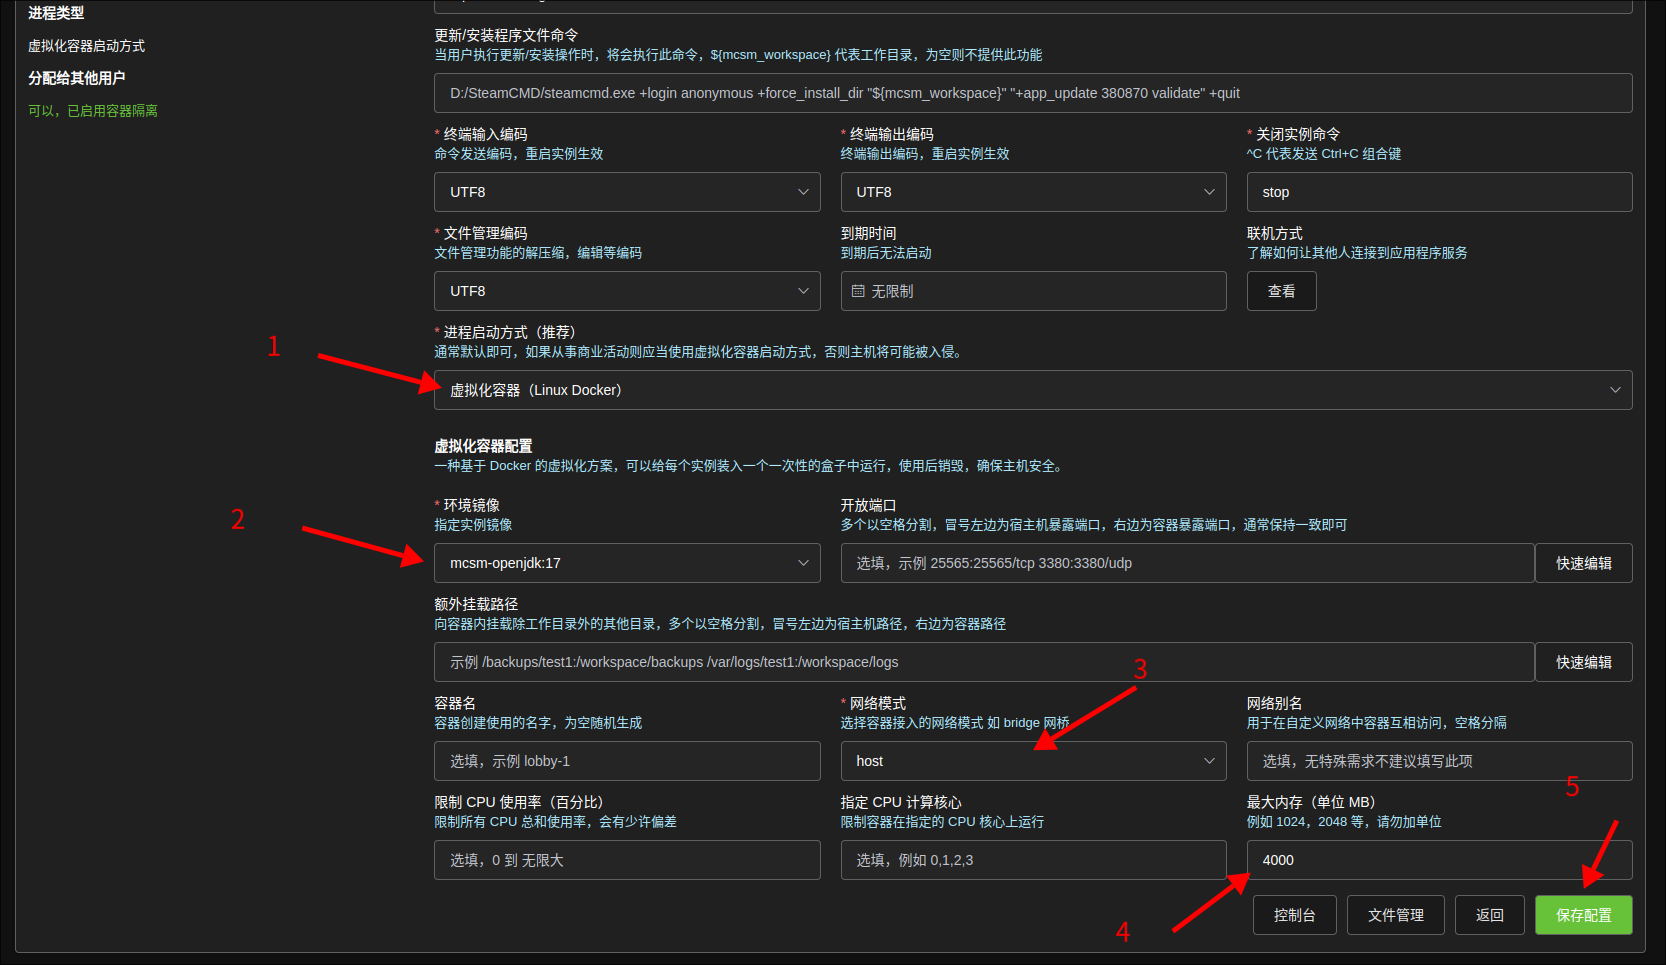 进程类型
虚拟化容器启动方式
分配给其他用户
可以，已启用容器隔离
更新/安装程序文件命令
当用户执行更新/安装操作时，将会执行此命令，${mcsm_workspace} 代表工作目录，为空则不提供此功能
D:/SteamCMD/steamcmd.exe +login anonymous +force_install_dir "${mcsm_workspace}" "+app_update 380870 validate" +quit
* 终端输入编码
命令发送编码，重启实例生效
UTF8
* 终端输出编码
终端输出编码，重启实例生效
UTF8
* 关闭实例命令
^C 代表发送 Ctrl+C 组合键
stop
* 文件管理编码
文件管理功能的解压缩，编辑等编码
UTF8
到期时间
到期后无法启动
无限制
联机方式
了解如何让其他人连接到应用程序服务
查看
* 进程启动方式（推荐）
通常默认即可，如果从事商业活动则应当使用虚拟化容器启动方式，否则主机将可能被入侵。
1
虚拟化容器（Linux Docker）
虚拟化容器配置
一种基于 Docker 的虚拟化方案，可以给每个实例装入一个一次性的盒子中运行，使用后销毁，确保主机安全。
* 环境镜像
指定实例镜像
2
mcsm-openjdk:17
开放端口
多个以空格分割，冒号左边为宿主机暴露端口，右边为容器暴露端口，通常保持一致即可
选填，示例 25565:25565/tcp 3380:3380/udp
快速编辑
额外挂载路径
向容器内挂载除工作目录外的其他目录，多个以空格分割，冒号左边为宿主机路径，右边为容器路径
示例 /backups/test1:/workspace/backups /var/logs/test1:/workspace/logs
快速编辑
3
容器名
容器创建使用的名字，为空随机生成
选填，示例 lobby-1
* 网络模式
选择容器接入的网络模式 如 bridge 网桥
host
网络别名
用于在自定义网络中容器互相访问，空格分隔
选填，无特殊需求不建议填写此项
5
限制 CPU 使用率（百分比）
限制所有 CPU 总和使用率，会有少许偏差
选填，0 到 无限大
指定 CPU 计算核心
限制容器在指定的 CPU 核心上运行
选填，例如 0,1,2,3
最大内存（单位 MB）
例如 1024，2048 等，请勿加单位
4000
4
控制台
文件管理
返回
保存配置